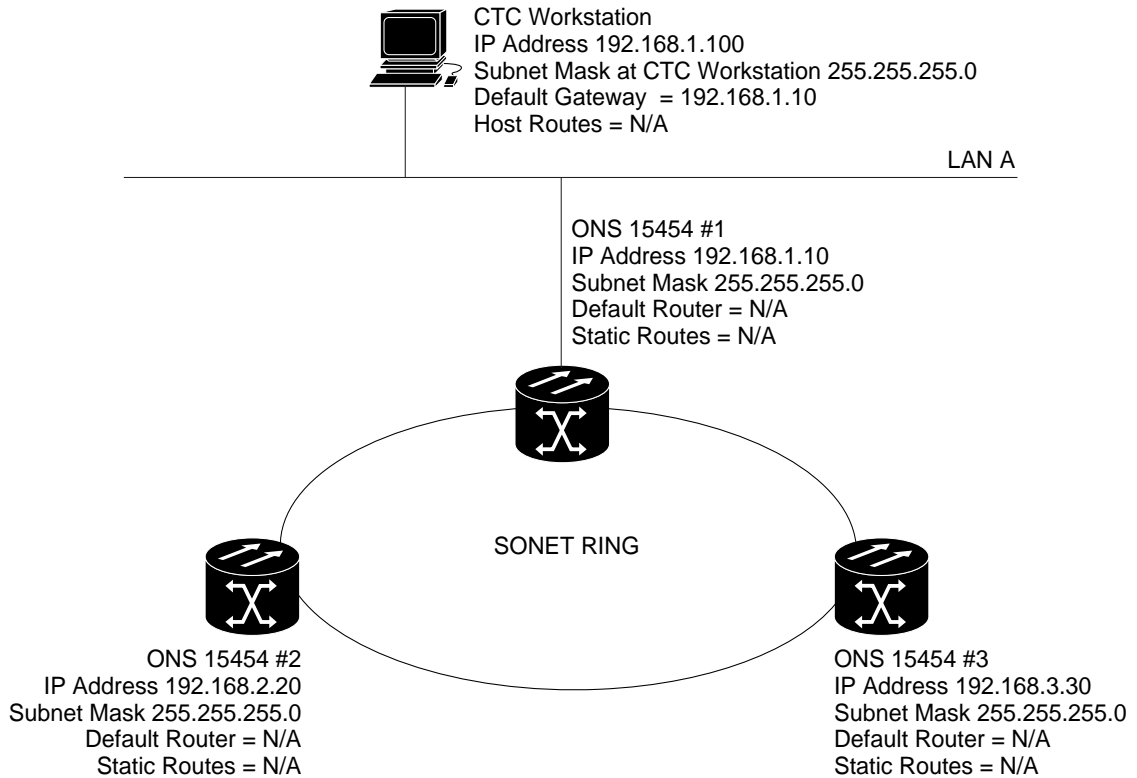 CTC Workstation
IP Address 192.168.1.100
Subnet Mask at CTC Workstation 255.255.255.0
Default Gateway  = 192.168.1.10
Host Routes = N/A
LAN A
ONS 15454 #1
IP Address 192.168.1.10
Subnet Mask 255.255.255.0
Default Router = N/A
Static Routes = N/A
SONET RING
ONS 15454 #2
IP Address 192.168.2.20
Subnet Mask 255.255.255.0
Default Router = N/A
Static Routes = N/A
ONS 15454 #3
IP Address 192.168.3.30
Subnet Mask 255.255.255.0
Default Router = N/A
Static Routes = N/A